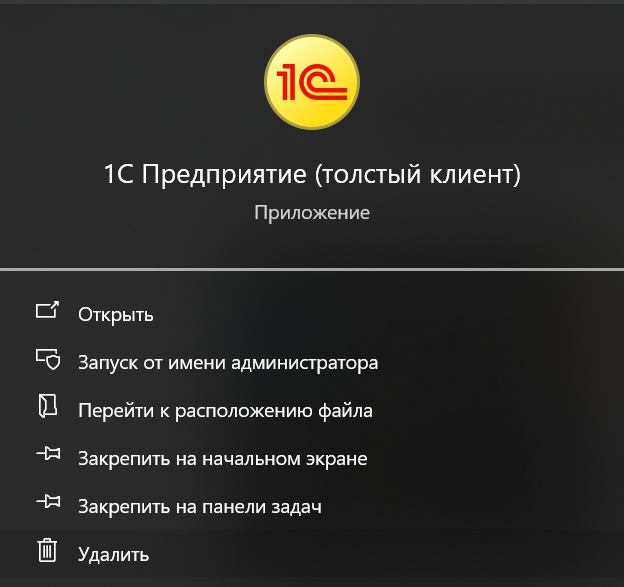 1С
1С Предприятие (толстый клиент)
Приложение
Открыть
Запуск от имени администратора
Перейти к расположению файла
Закрепить на начальном экране
Закрепить на панели задач
Удалить